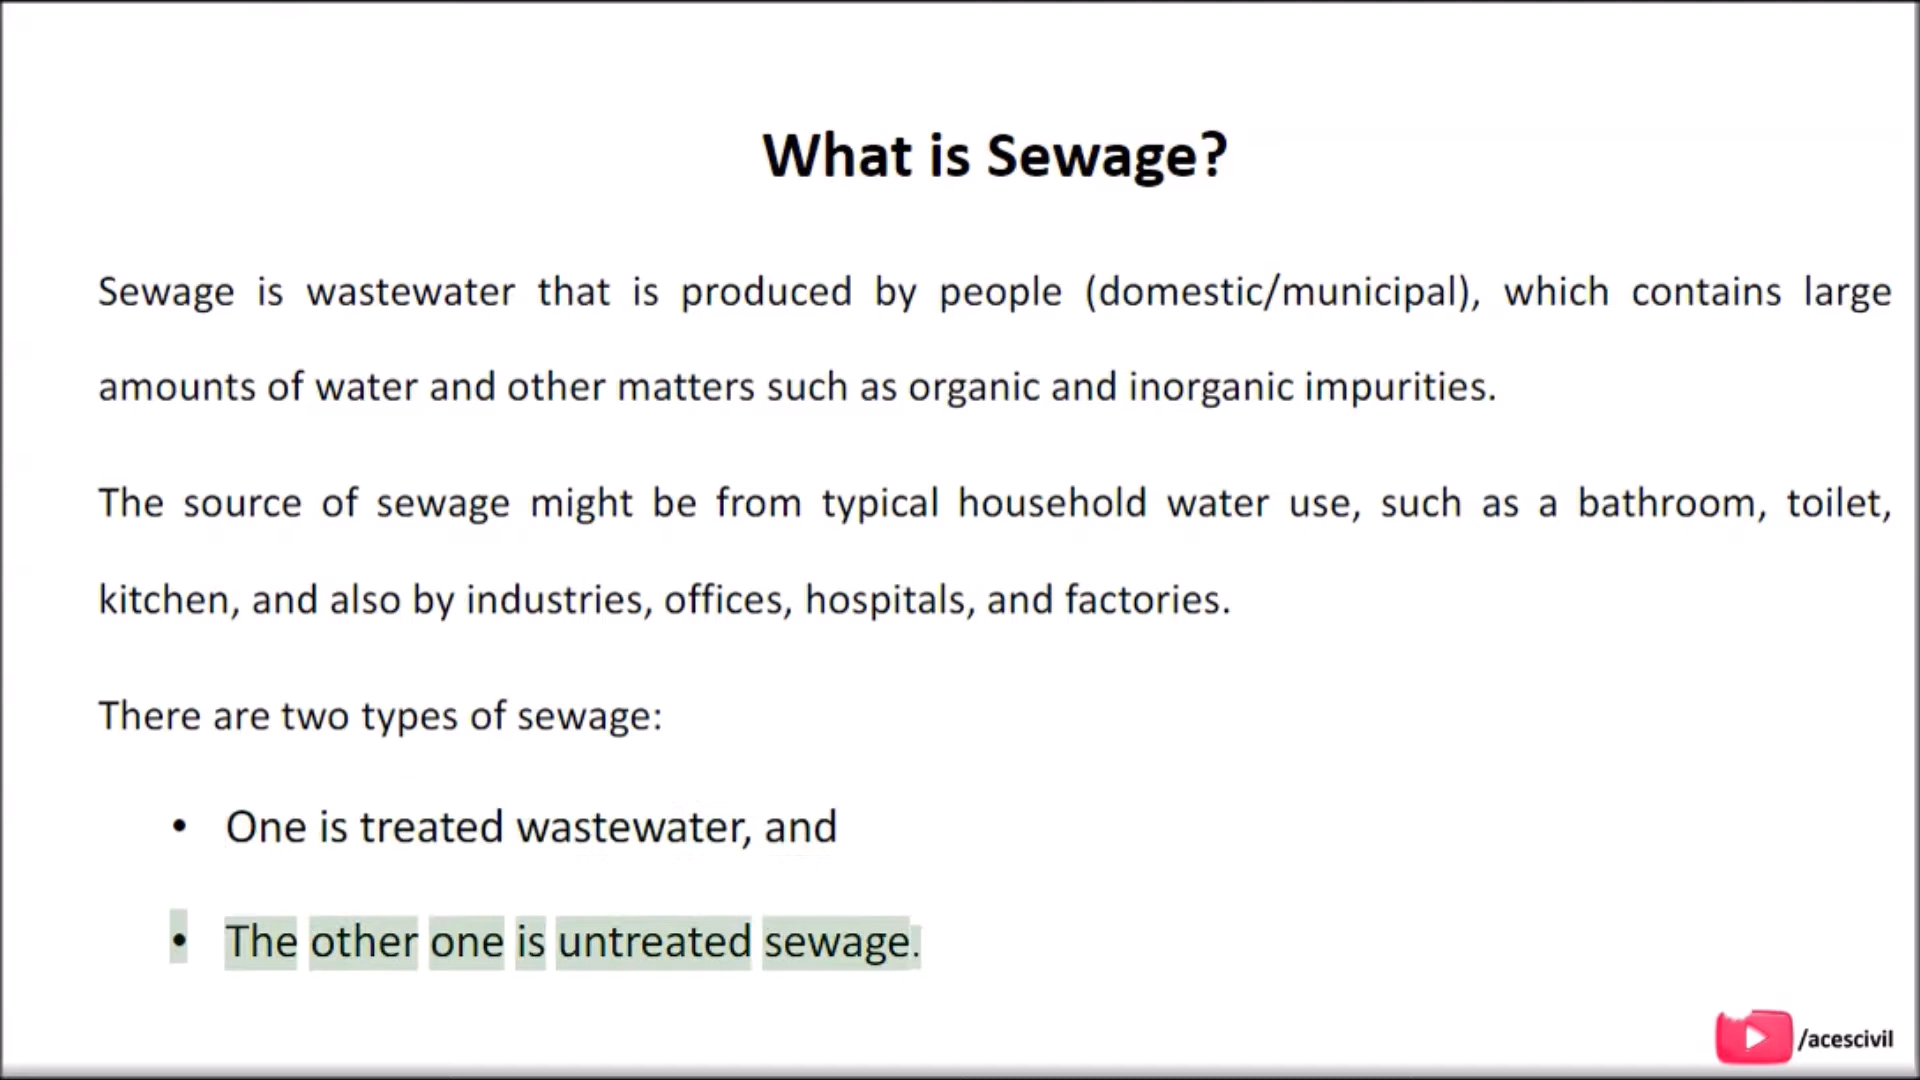 What is Sewage?
Sewage is wastewater that is produced by people (domestic/municipal), which contains large
amounts of water and other matters such as organic and inorganic impurities.
The source of sewage might be from typical household water use, such as a bathroom, toilet,
kitchen, and also by industries, offices, hospitals, and factories.
There are two types of sewage:
• One is treated wastewater, and
• The other one is untreated sewage.
/acescivil